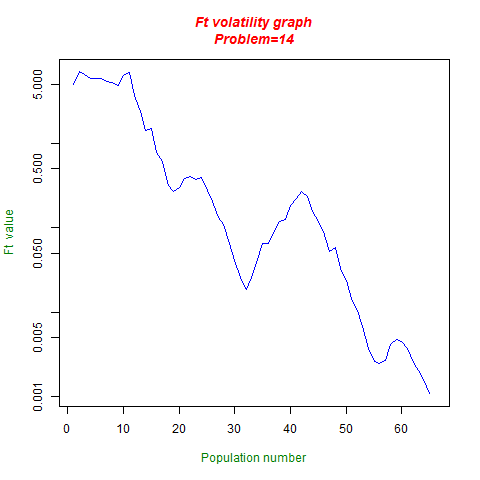 Ft volatility graph
Problem=14
5.000
0.500
0.050
0.005
0.001
Ft value
0 10 20 30 40 50 60
Population number